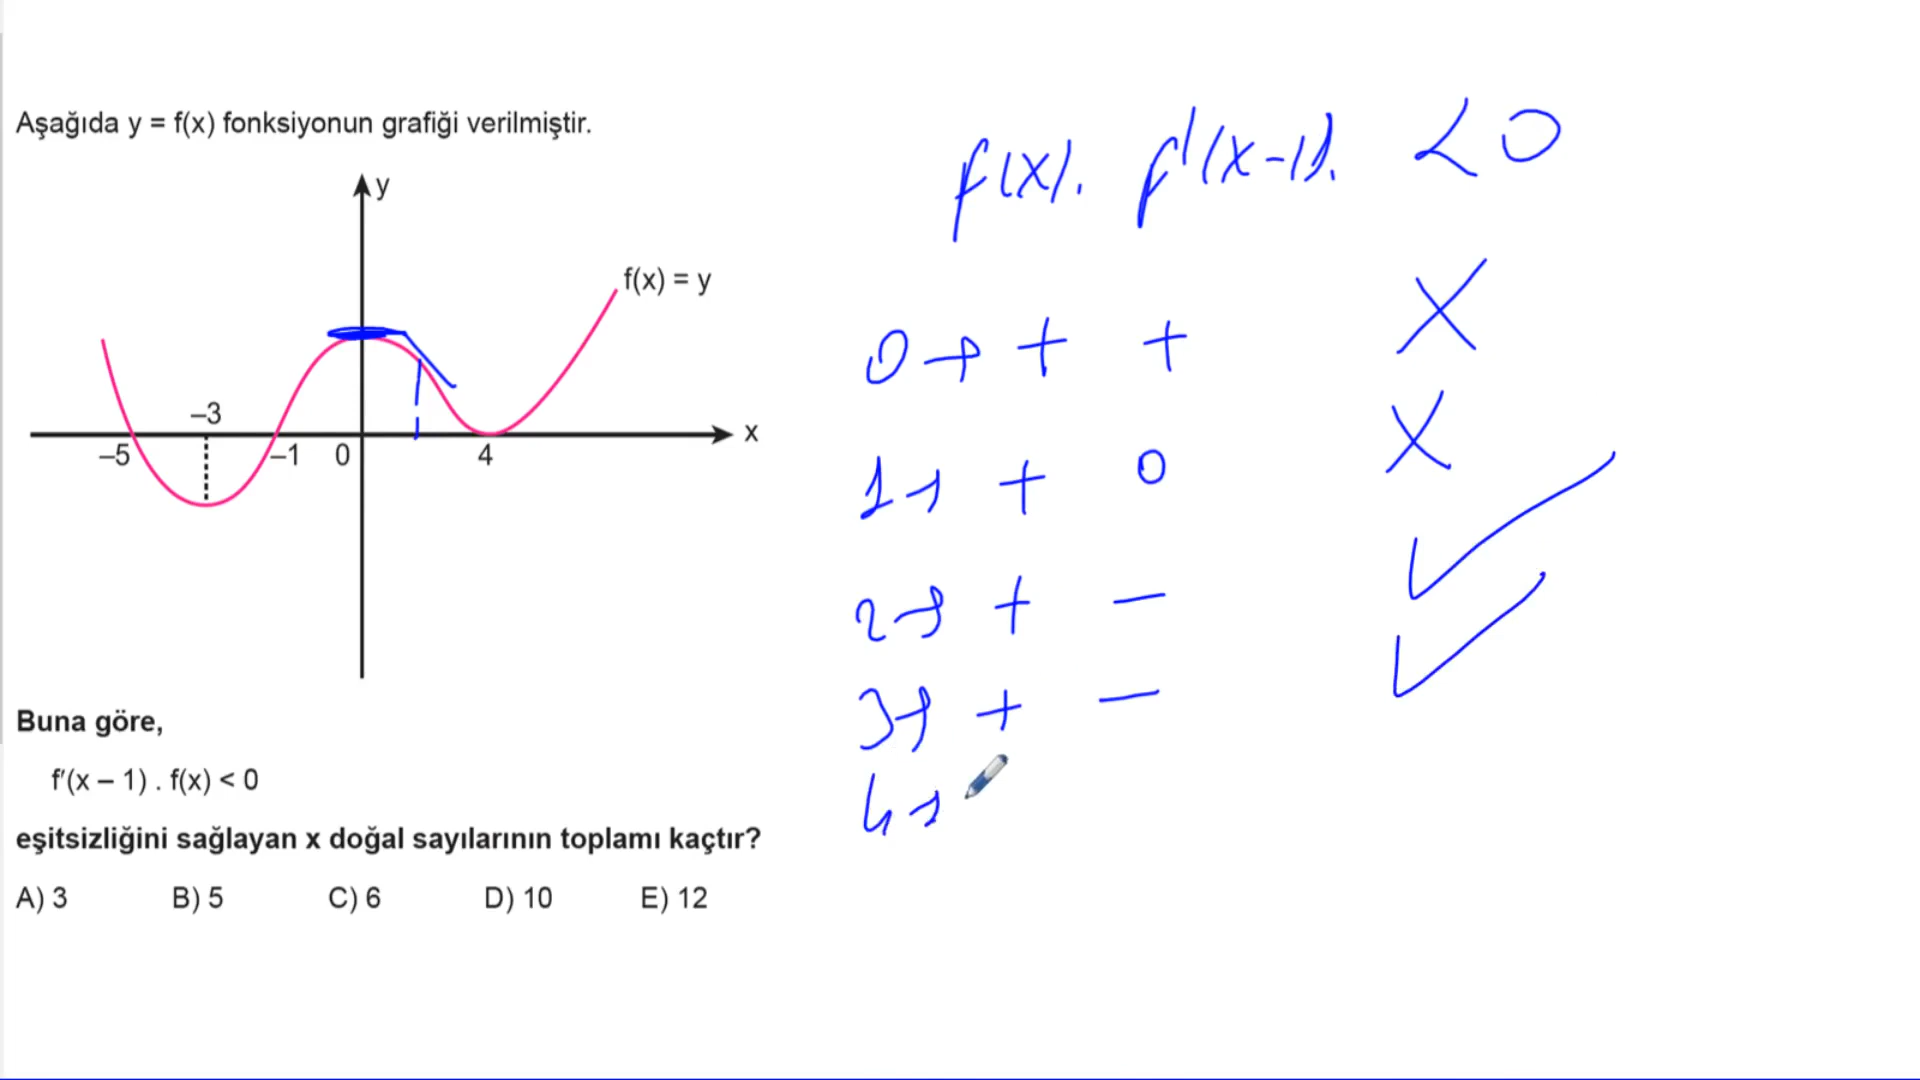 Aşağıda y = f(x) fonksiyonun grafiği verilmiştir.
y
f(x) = y
–3
x
–5
–1
0
4
Buna göre,
f'(x – 1) . f(x) < 0
eşitsizliğini sağlayan x doğal sayılarının toplamı kaçtır?
A) 3 B) 5 C) 6 D) 10 E) 12
f(x). f'(x-1). < 0
0 → + + X
1 → + 0 X
2 → + – ✓
3 → + – ✓
4 →